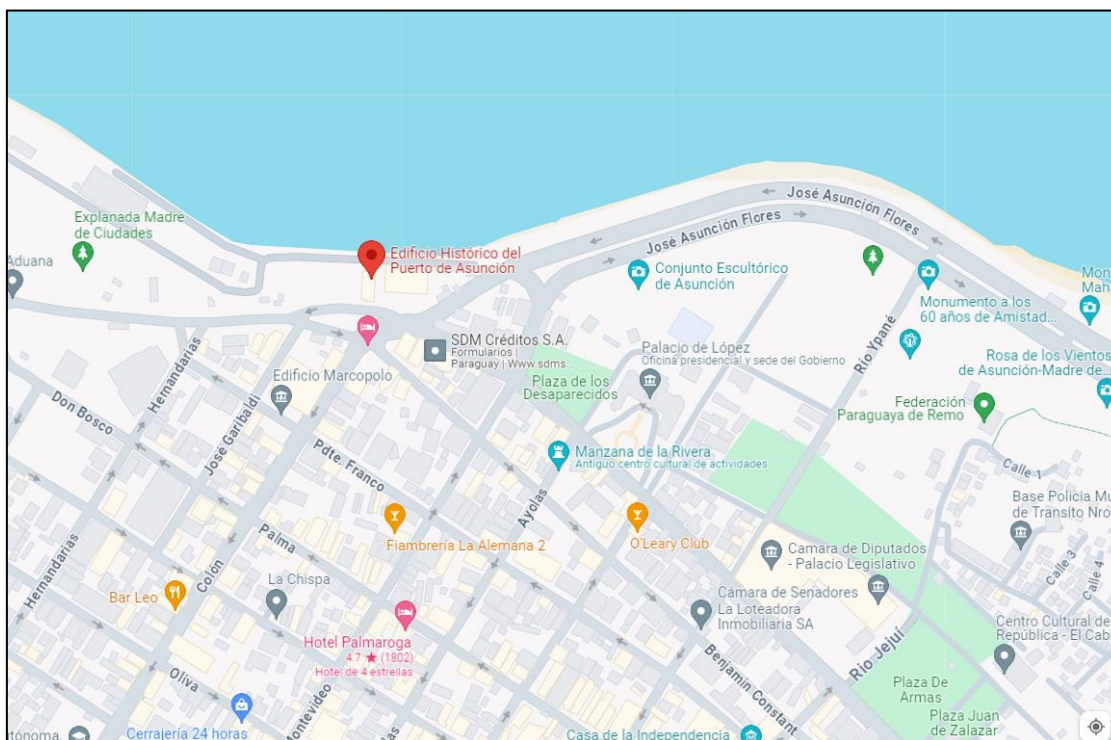 José Asunción Flores
José Asunción Flores
Explanada Madre
de Ciudades
Aduana
Edificio Histórico del
Puerto de Asunción
Conjunto Escultórico
de Asunción
Monumento a los
60 años de Amistad...
Río Ypané
SDM Créditos S.A.
Formularios |
Paraguay | Www sdms...
Palacio de López
Oficina presidencial y sede del Gobierno
Rosa de los Vientos
de Asunción-Madre de...
Hernandarias
Edificio Marcopolo
Plaza de los
Desaparecidos
Federación
Paraguaya de Remo
Don Bosco
José Garibaldi
Pdte. Franco
Manzana de la Rivera
Antiguo centro cultural de actividades
Calle 1
Ayolas
Base Policia Mu
de Transito Nro
Fiambrería La Alemana 2
O'Leary Club
Palma
Camara de Diputados
- Palacio Legislativo
Calle 3
Calle 4
Hernandarias
Colón
La Chispa
Bar Leo
Cámara de Senadores
La Loteadora
Inmobiliaria SA
Centro Cultural de
República - El Cab
Hotel Palmaroga
4.7 ★ (1802)
Hotel de 4 estrellas
Rio-Jejuí
Benjamín Constant
Oliva
Montevideo
Plaza De
Armas
Plaza Juan
de Zalazar
Cerrajería 24 horas
Casa de la Independencia